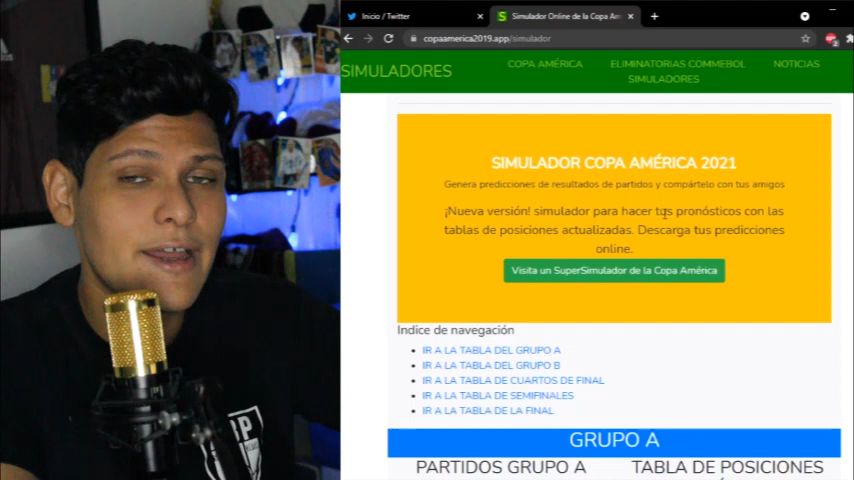 Inicio / Twitter
Simulador Online de la Copa Am
copaamerica2019.app/simulador
SIMULADORES
COPA AMÉRICA
ELIMINATORIAS CONMEBOL
NOTICIAS
SIMULADORES
SIMULADOR COPA AMÉRICA 2021
Genera predicciones de resultados de partidos y compártelo con tus amigos
¡Nueva versión! simulador para hacer tus pronósticos con las
tablas de posiciones actualizadas. Descarga tus predicciones
online.
Visita un SuperSimulador de la Copa América
Indice de navegación
IR A LA TABLA DEL GRUPO A
IR A LA TABLA DEL GRUPO B
IR A LA TABLA DE CUARTOS DE FINAL
IR A LA TABLA DE SEMIFINALES
IR A LA TABLA DE LA FINAL
GRUPO A
PARTIDOS GRUPO A
TABLA DE POSICIONES